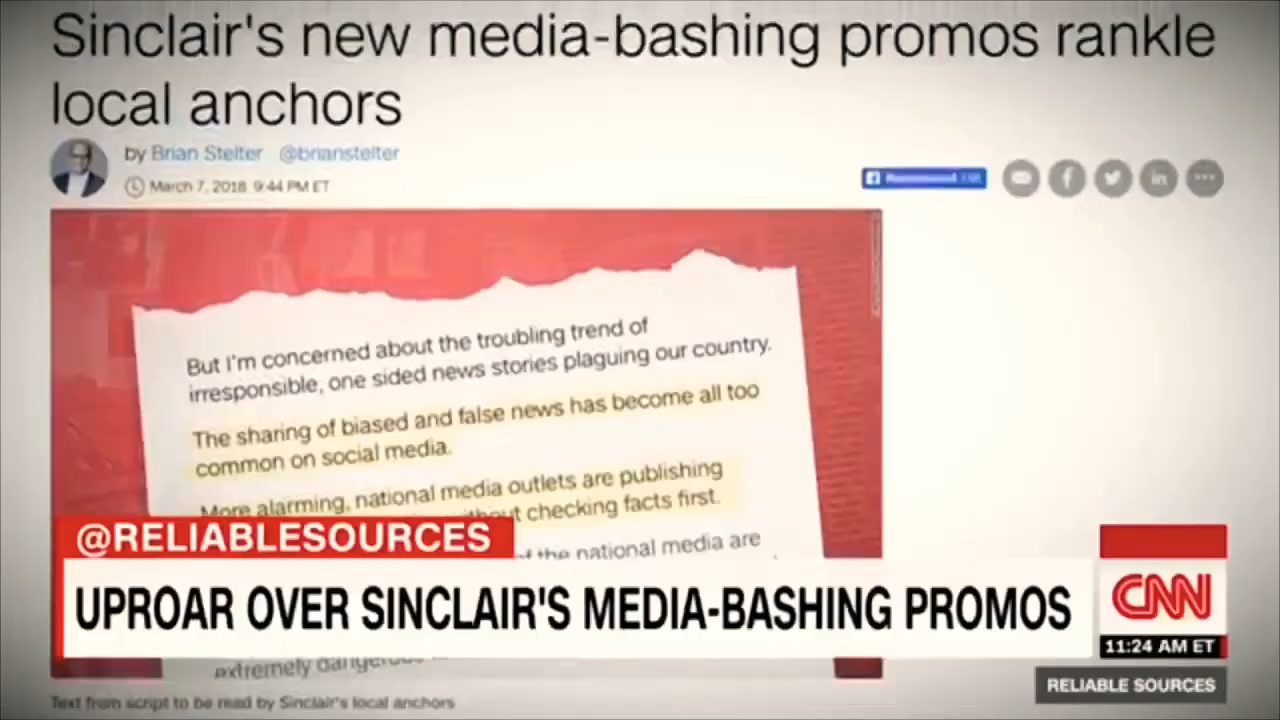 Sinclair's new media-bashing promos rankle
local anchors
by Brian Stelter @brianstelter
March 7, 2018 9:44 PM ET
But I'm concerned about the troubling trend of
irresponsible, one sided news stories plaguing our country.
The sharing of biased and false news has become all too
common on social media.
More alarming, national media outlets are publishing
checking facts first.
of the national media are
@RELIABLESOURCES
UPROAR OVER SINCLAIR'S MEDIA-BASHING PROMOS
CNN
11:24 AM ET
extremely
RELIABLE SOURCES
Text from script to be read by Sinclair's local anchors